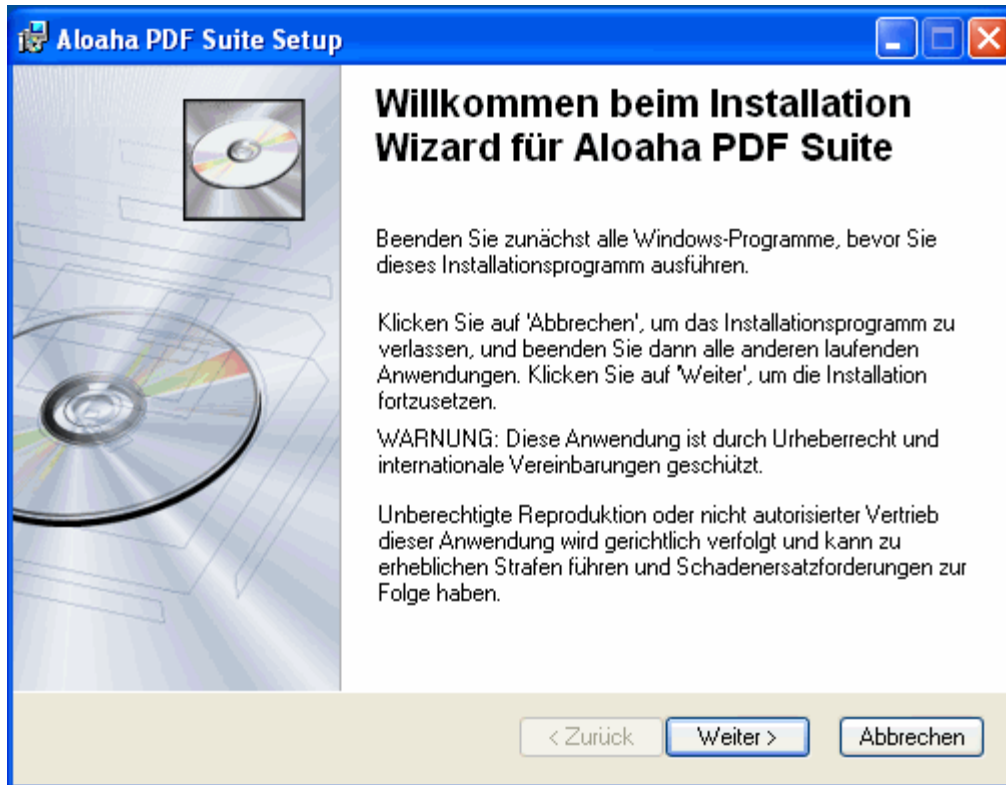 Aloaha PDF Suite Setup
Willkommen beim Installation
Wizard für Aloaha PDF Suite
Beenden Sie zunächst alle Windows-Programme, bevor Sie
dieses Installationsprogramm ausführen.
Klicken Sie auf 'Abbrechen', um das Installationsprogramm zu
verlassen, und beenden Sie dann alle anderen laufenden
Anwendungen. Klicken Sie auf 'Weiter', um die Installation
fortzusetzen.
WARNUNG: Diese Anwendung ist durch Urheberrecht und
internationale Vereinbarungen geschützt.
Unberechtigte Reproduktion oder nicht autorisierter Vertrieb
dieser Anwendung wird gerichtlich verfolgt und kann zu
erheblichen Strafen führen und Schadenersatzforderungen zur
Folge haben.
< Zurück Weiter > Abbrechen